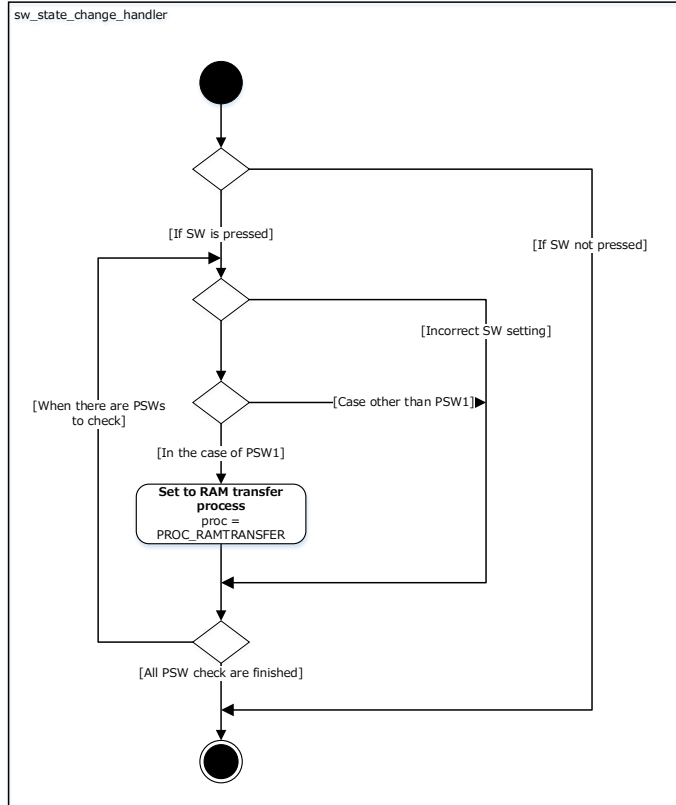 sw_state_change_handler
[If SW is pressed]
[If SW not pressed]
[Incorrect SW setting]
[When there are PSWs
to check]
[Case other than PSW1]
[In the case of PSW1]
Set to RAM transfer
process
proc =
PROC_RAMTRANSFER
[All PSW check are finished]